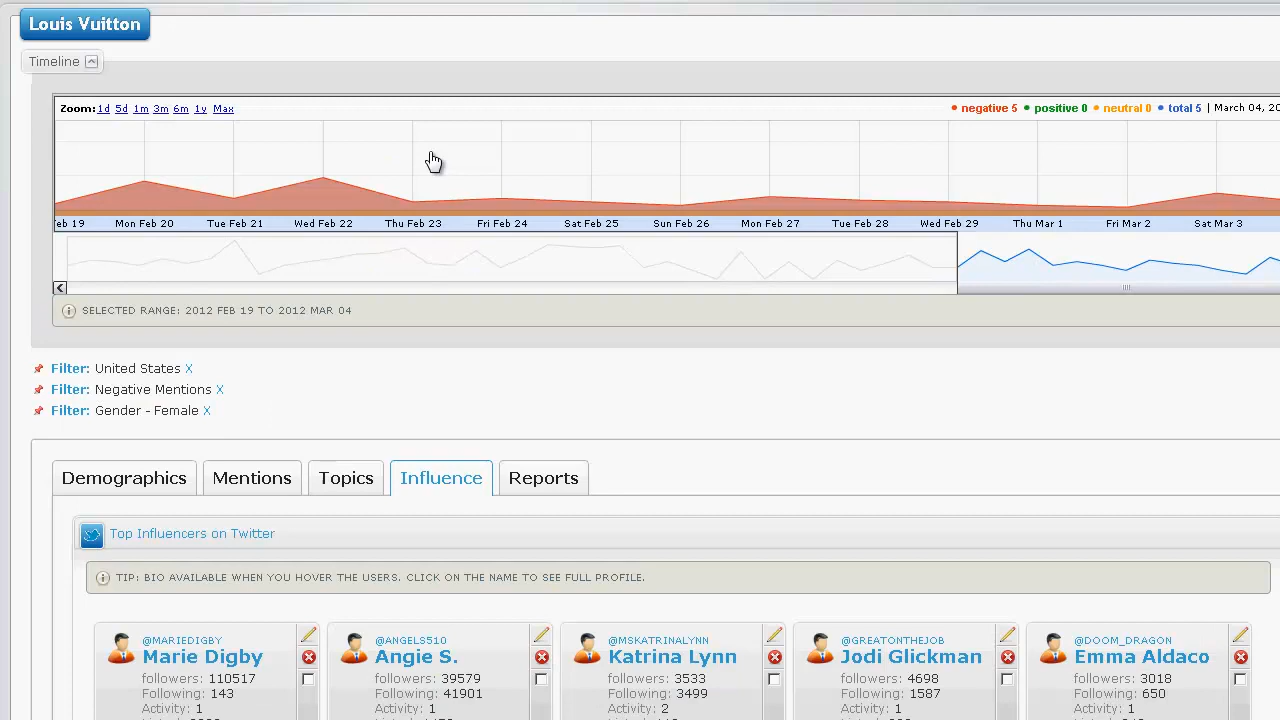 Louis Vuitton
Timeline
Zoom: 1d 5d 1m 3m 6m 1y Max
negative 5 positive 0 neutral 0 total 5 | March 04, 20
eb 19 Mon Feb 20 Tue Feb 21 Wed Feb 22 Thu Feb 23 Fri Feb 24 Sat Feb 25 Sun Feb 26 Mon Feb 27 Tue Feb 28 Wed Feb 29 Thu Mar 1 Fri Mar 2 Sat Mar 3
SELECTED RANGE: 2012 FEB 19 TO 2012 MAR 04
Filter: United States X
Filter: Negative Mentions X
Filter: Gender - Female X
Demographics Mentions Topics Influence Reports
Top Influencers on Twitter
TIP: BIO AVAILABLE WHEN YOU HOVER THE USERS. CLICK ON THE NAME TO SEE FULL PROFILE.
@MARIEDIGBY @ANGELS510 @MSKATRINALYNN @GREATONTHEJOB @DOOM_DRAGON
Marie Digby Angie S. Katrina Lynn Jodi Glickman Emma Aldaco
followers: 110517 followers: 39579 followers: 3533 followers: 4698 followers: 3018
Following: 143 Following: 41901 Following: 3499 Following: 1587 Following: 650
Activity: 1 Activity: 1 Activity: 2 Activity: 1 Activity: 1